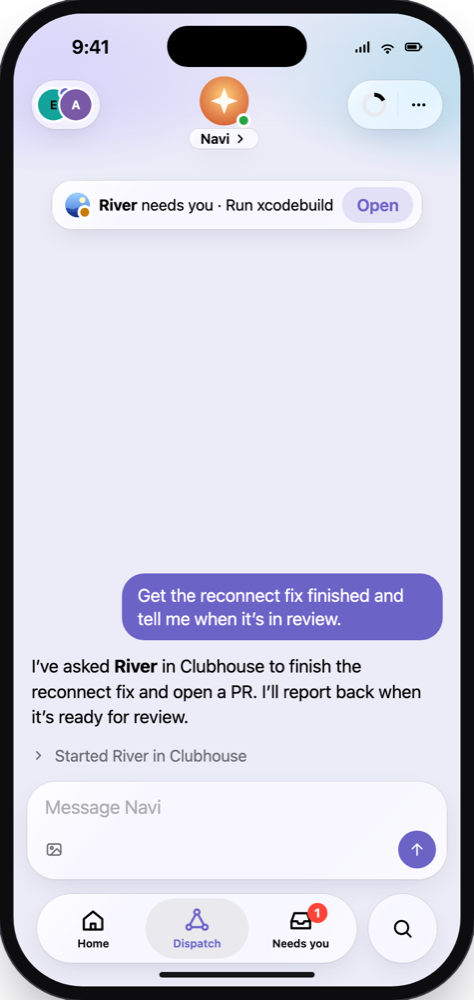 9:41
E A
Navi
River needs you · Run xcodebuild Open
Get the reconnect fix finished and
tell me when it’s in review.
I’ve asked River in Clubhouse to finish the
reconnect fix and open a PR. I’ll report back when
it’s ready for review.
Started River in Clubhouse
Message Navi
1
Home Dispatch Needs you